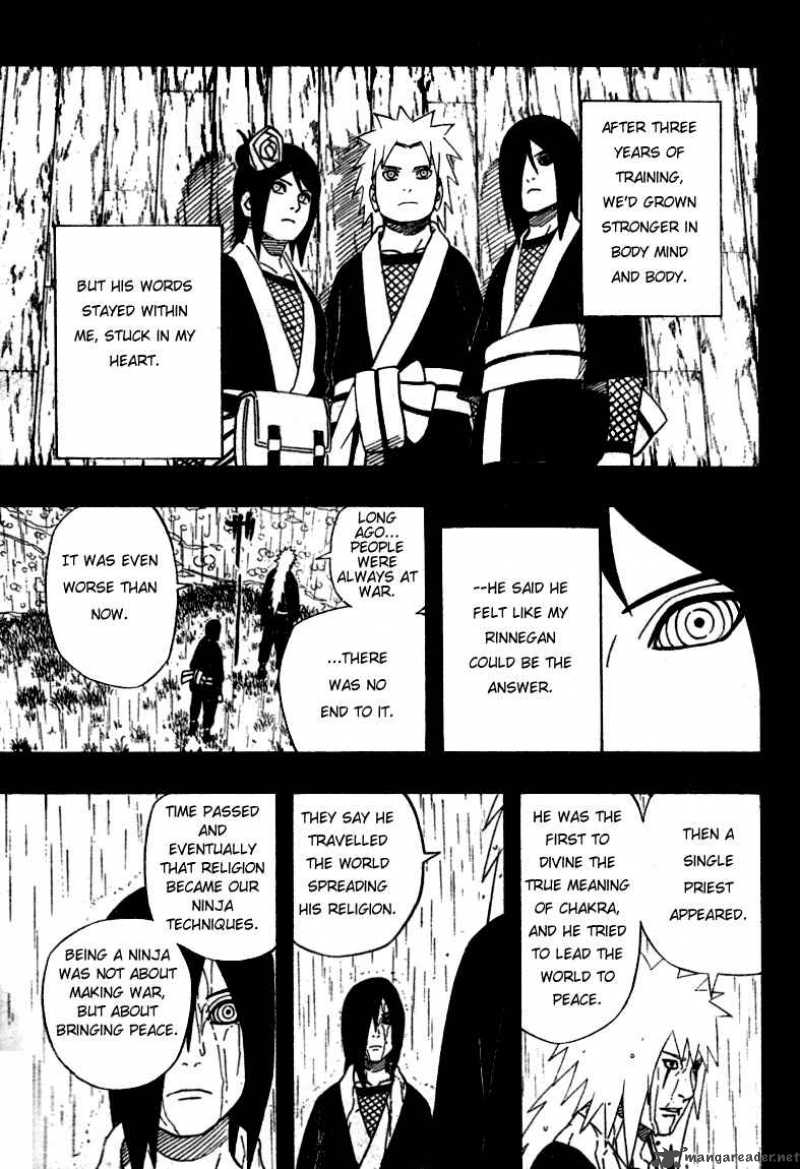 AFTER THREE
YEARS OF
TRAINING,
WE'D GROWN
STRONGER IN
BODY MIND
AND BODY.
BUT HIS WORDS
STAYED WITHIN
ME, STUCK IN MY
HEART.
--HE SAID HE
FELT LIKE MY
RINNEGAN
COULD BE THE
ANSWER.
LONG
AGO...
PEOPLE
WERE
ALWAYS AT
WAR.
...THERE
WAS NO
END TO IT.
IT WAS EVEN
WORSE THAN
NOW.
THEN A
SINGLE
PRIEST
APPEARED.
HE WAS THE
FIRST TO
DIVINE THE
TRUE MEANING
OF CHAKRA,
AND HE TRIED
TO LEAD THE
WORLD TO
PEACE.
THEY SAY HE
TRAVELLED
THE WORLD
SPREADING
HIS RELIGION.
TIME PASSED
AND
EVENTUALLY
THAT RELIGION
BECAME OUR
NINJA
TECHNIQUES.
BEING A NINJA
WAS NOT ABOUT
MAKING WAR,
BUT ABOUT
BRINGING PEACE.
mangareader.net